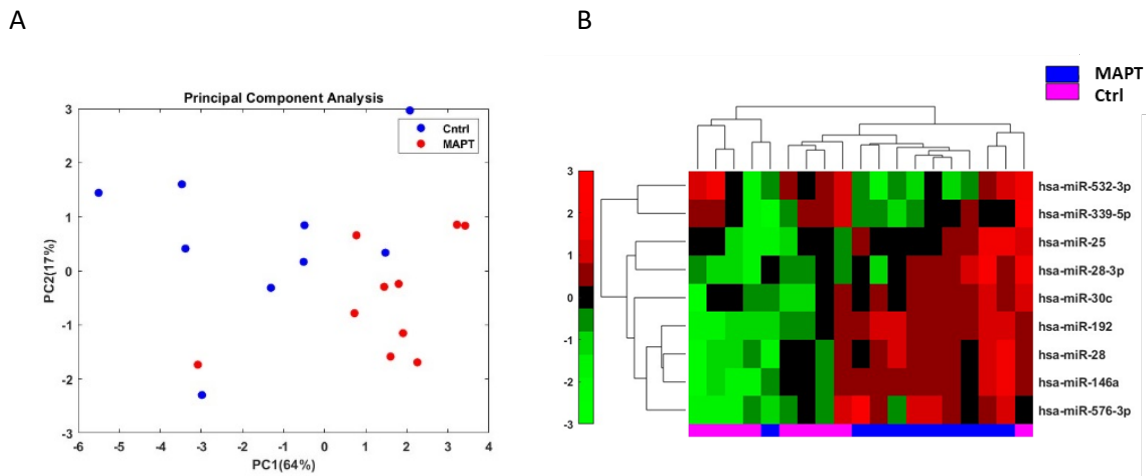 A
B
Principal Component Analysis
Cntrl
MAPT
PC2(17%)
3
2
1
0
-1
-2
-3
-6
-5
-4
-3
-2
-1
0
1
2
3
4
PC1(64%)
MAPT
Ctrl
3
2
1
0
-1
-2
-3
hsa-miR-532-3p
hsa-miR-339-5p
hsa-miR-25
hsa-miR-28-3p
hsa-miR-30c
hsa-miR-192
hsa-miR-28
hsa-miR-146a
hsa-miR-576-3p